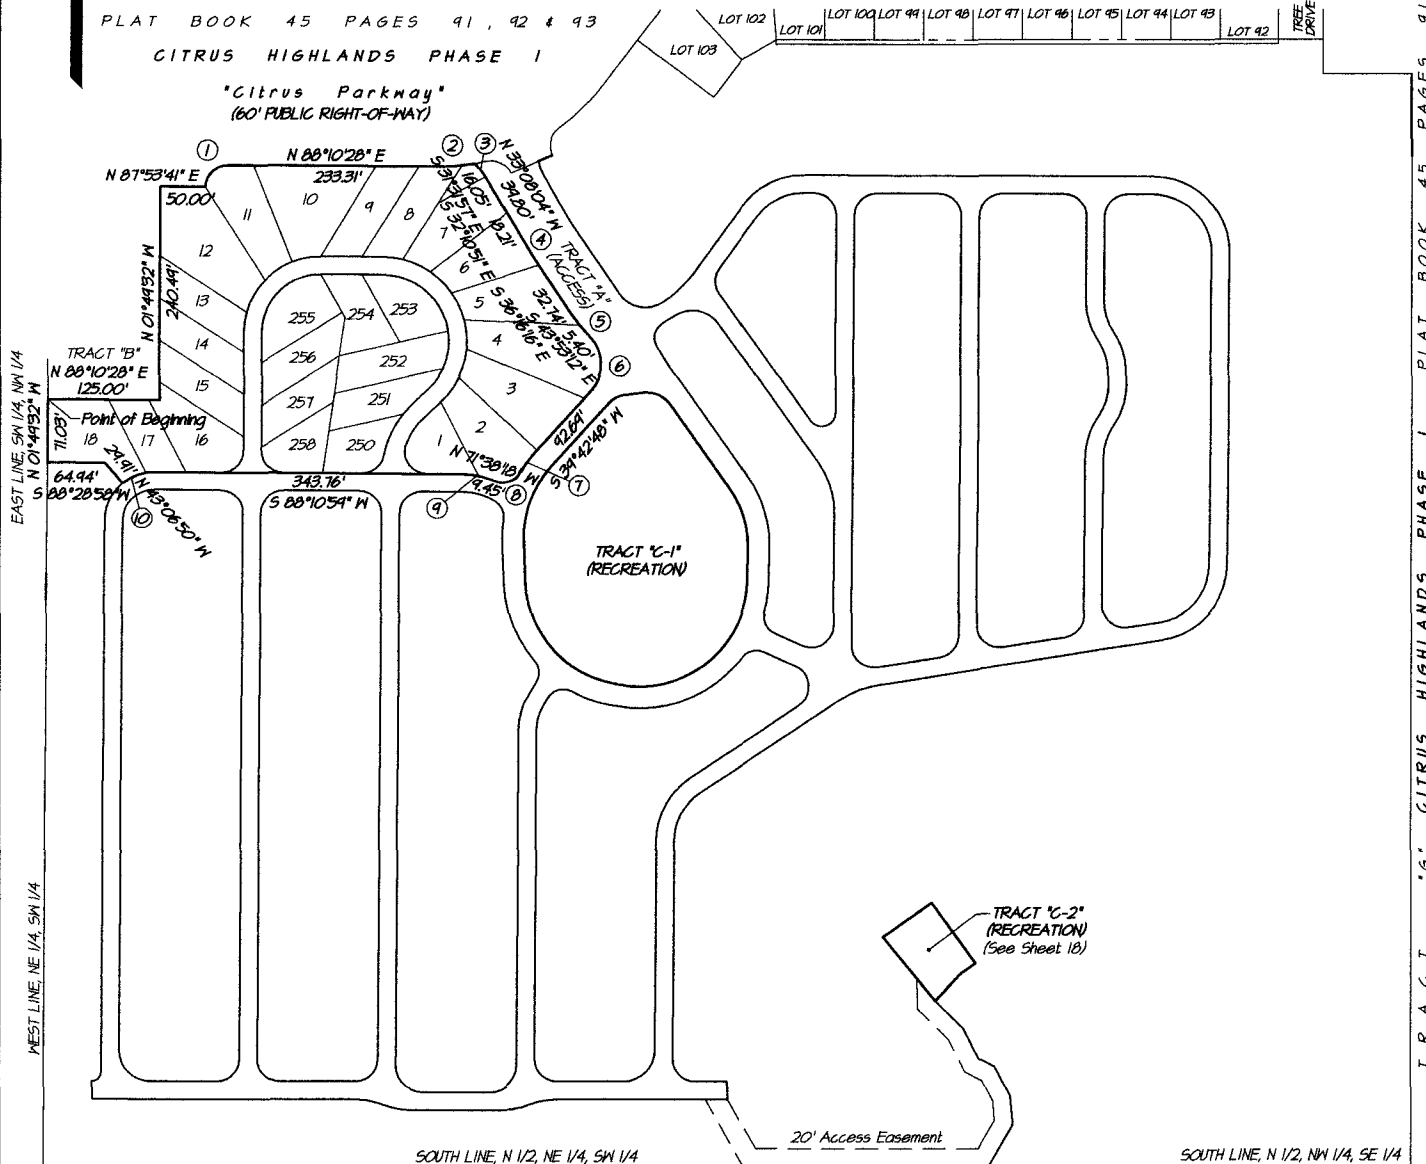 PLAT BOOK 45 PAGES 91, 92 & 93
CITRUS HIGHLANDS PHASE 1
"Citrus Parkway"
(60' PUBLIC RIGHT-OF-WAY)
LOT 103
LOT 102
LOT 101
LOT 100
LOT 99
LOT 98
LOT 97
LOT 96
LOT 95
LOT 94
LOT 93
LOT 92
TREE
DRIVE
1
2
3
N 88°10'28" E
233.31'
N 87°53'41" E
50.00'
N 01°49'32" W
240.49'
S 31°31'57" E
16.05'
S 32°10'51" E
18.21'
N 33°08'04" W
39.80'
4
TRACT "A"
(ACCESS)
32.74'
S 36°16'16" E
5.40'
S 43°53'12" E
5
6
11
10
9
8
7
6
5
4
3
2
1
12
13
14
15
16
17
18
255
254
253
256
252
257
251
258
250
TRACT "B"
N 88°10'28" E
125.00'
Point of Beginning
71.03'
N 01°49'32" W
EAST LINE, SW 1/4, NW 1/4
64.94'
S 88°28'58" W
29.91'
N 43°06'50" W
10
343.76'
S 88°10'59" W
N 71°38'18" W
9.45'
8
9
92.69'
S 39°42'48" W
7
TRACT "C-1"
(RECREATION)
WEST LINE, NE 1/4, SW 1/4
TRACT "C-2"
(RECREATION)
(See Sheet 18)
20' Access Easement
SOUTH LINE, N 1/2, NE 1/4, SW 1/4
SOUTH LINE, N 1/2, NW 1/4, SE 1/4
TRACT "G" CITRUS HIGHLANDS PHASE 1 PLAT BOOK 45 PAGES 91